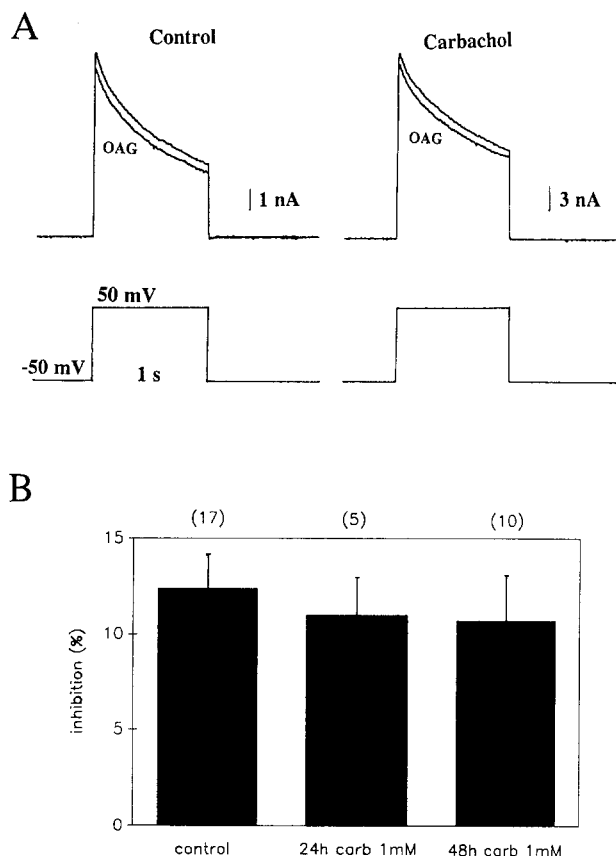 A
Control
Carbachol
OAG
1 nA
OAG
3 nA
50 mV
-50 mV
1 s
B
(17)
(5)
(10)
15
10
5
0
inhibition (%)
control
24h carb 1mM
48h carb 1mM